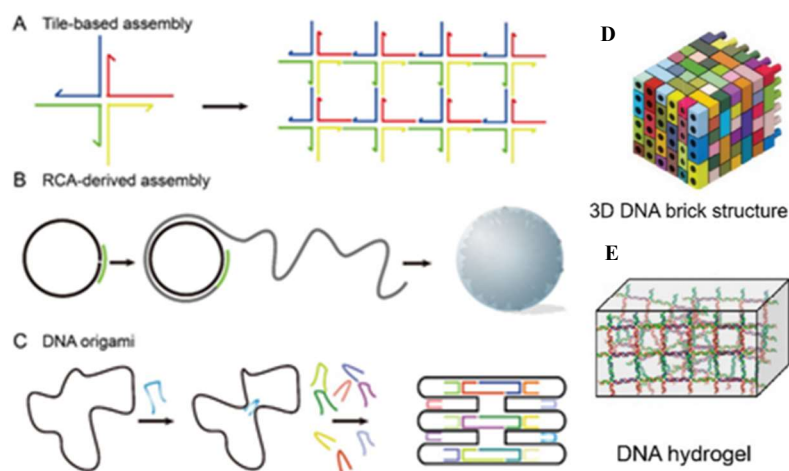 A Tile-based assembly
B RCA-derived assembly
C DNA origami
D
3D DNA brick structure
E
DNA hydrogel